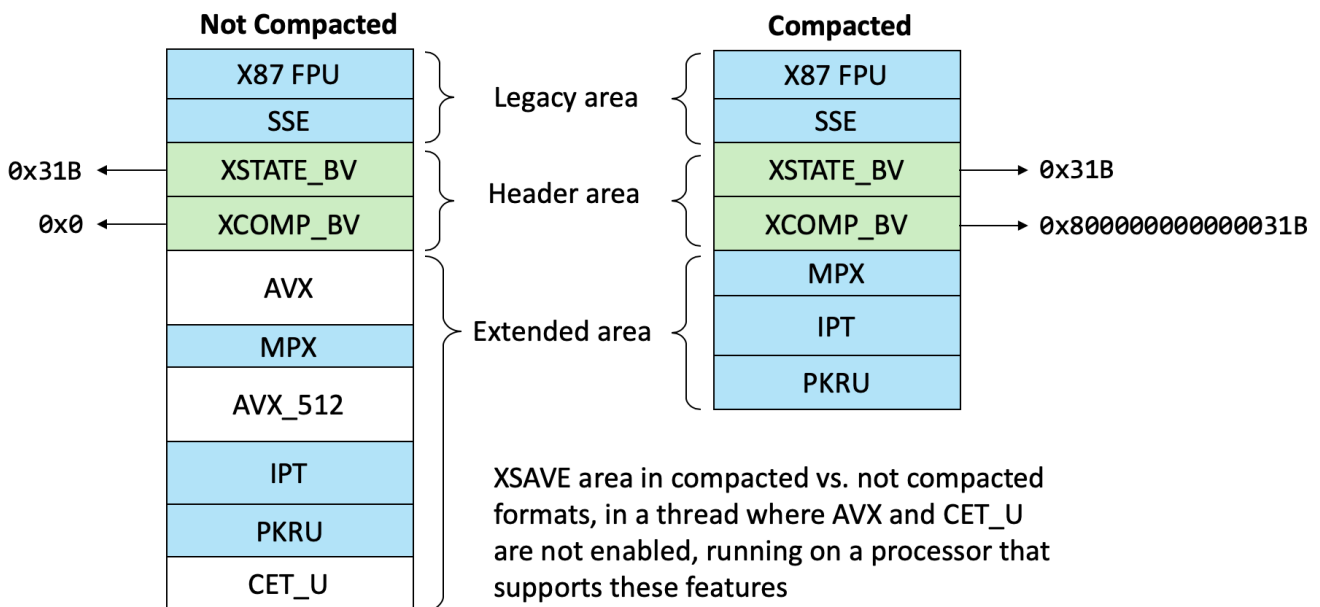 Not Compacted
X87 FPU
SSE
XSTATE_BV
XCOMP_BV
AVX
MPX
AVX_512
IPT
PKRU
CET_U
0x31B
0x0
Legacy area
Header area
Extended area
Compacted
X87 FPU
SSE
XSTATE_BV
XCOMP_BV
MPX
IPT
PKRU
0x31B
0x800000000000031B
XSAVE area in compacted vs. not compacted
formats, in a thread where AVX and CET_U
are not enabled, running on a processor that
supports these features